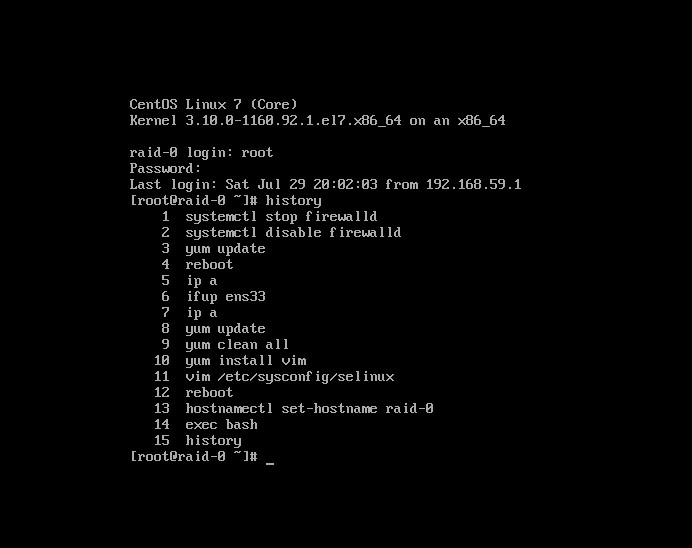 CentOS Linux 7 (Core)
Kernel 3.10.0-1160.92.1.el7.x86_64 on an x86_64
raid-0 login: root
Password:
Last login: Sat Jul 29 20:02:03 from 192.168.59.1
[root@raid-0 ~]# history
1 systemctl stop firewalld
2 systemctl disable firewalld
3 yum update
4 reboot
5 ip a
6 ifup ens33
7 ip a
8 yum update
9 yum clean all
10 yum install vim
11 vim /etc/sysconfig/selinux
12 reboot
13 hostnamectl set-hostname raid-0
14 exec bash
15 history
[root@raid-0 ~]# _